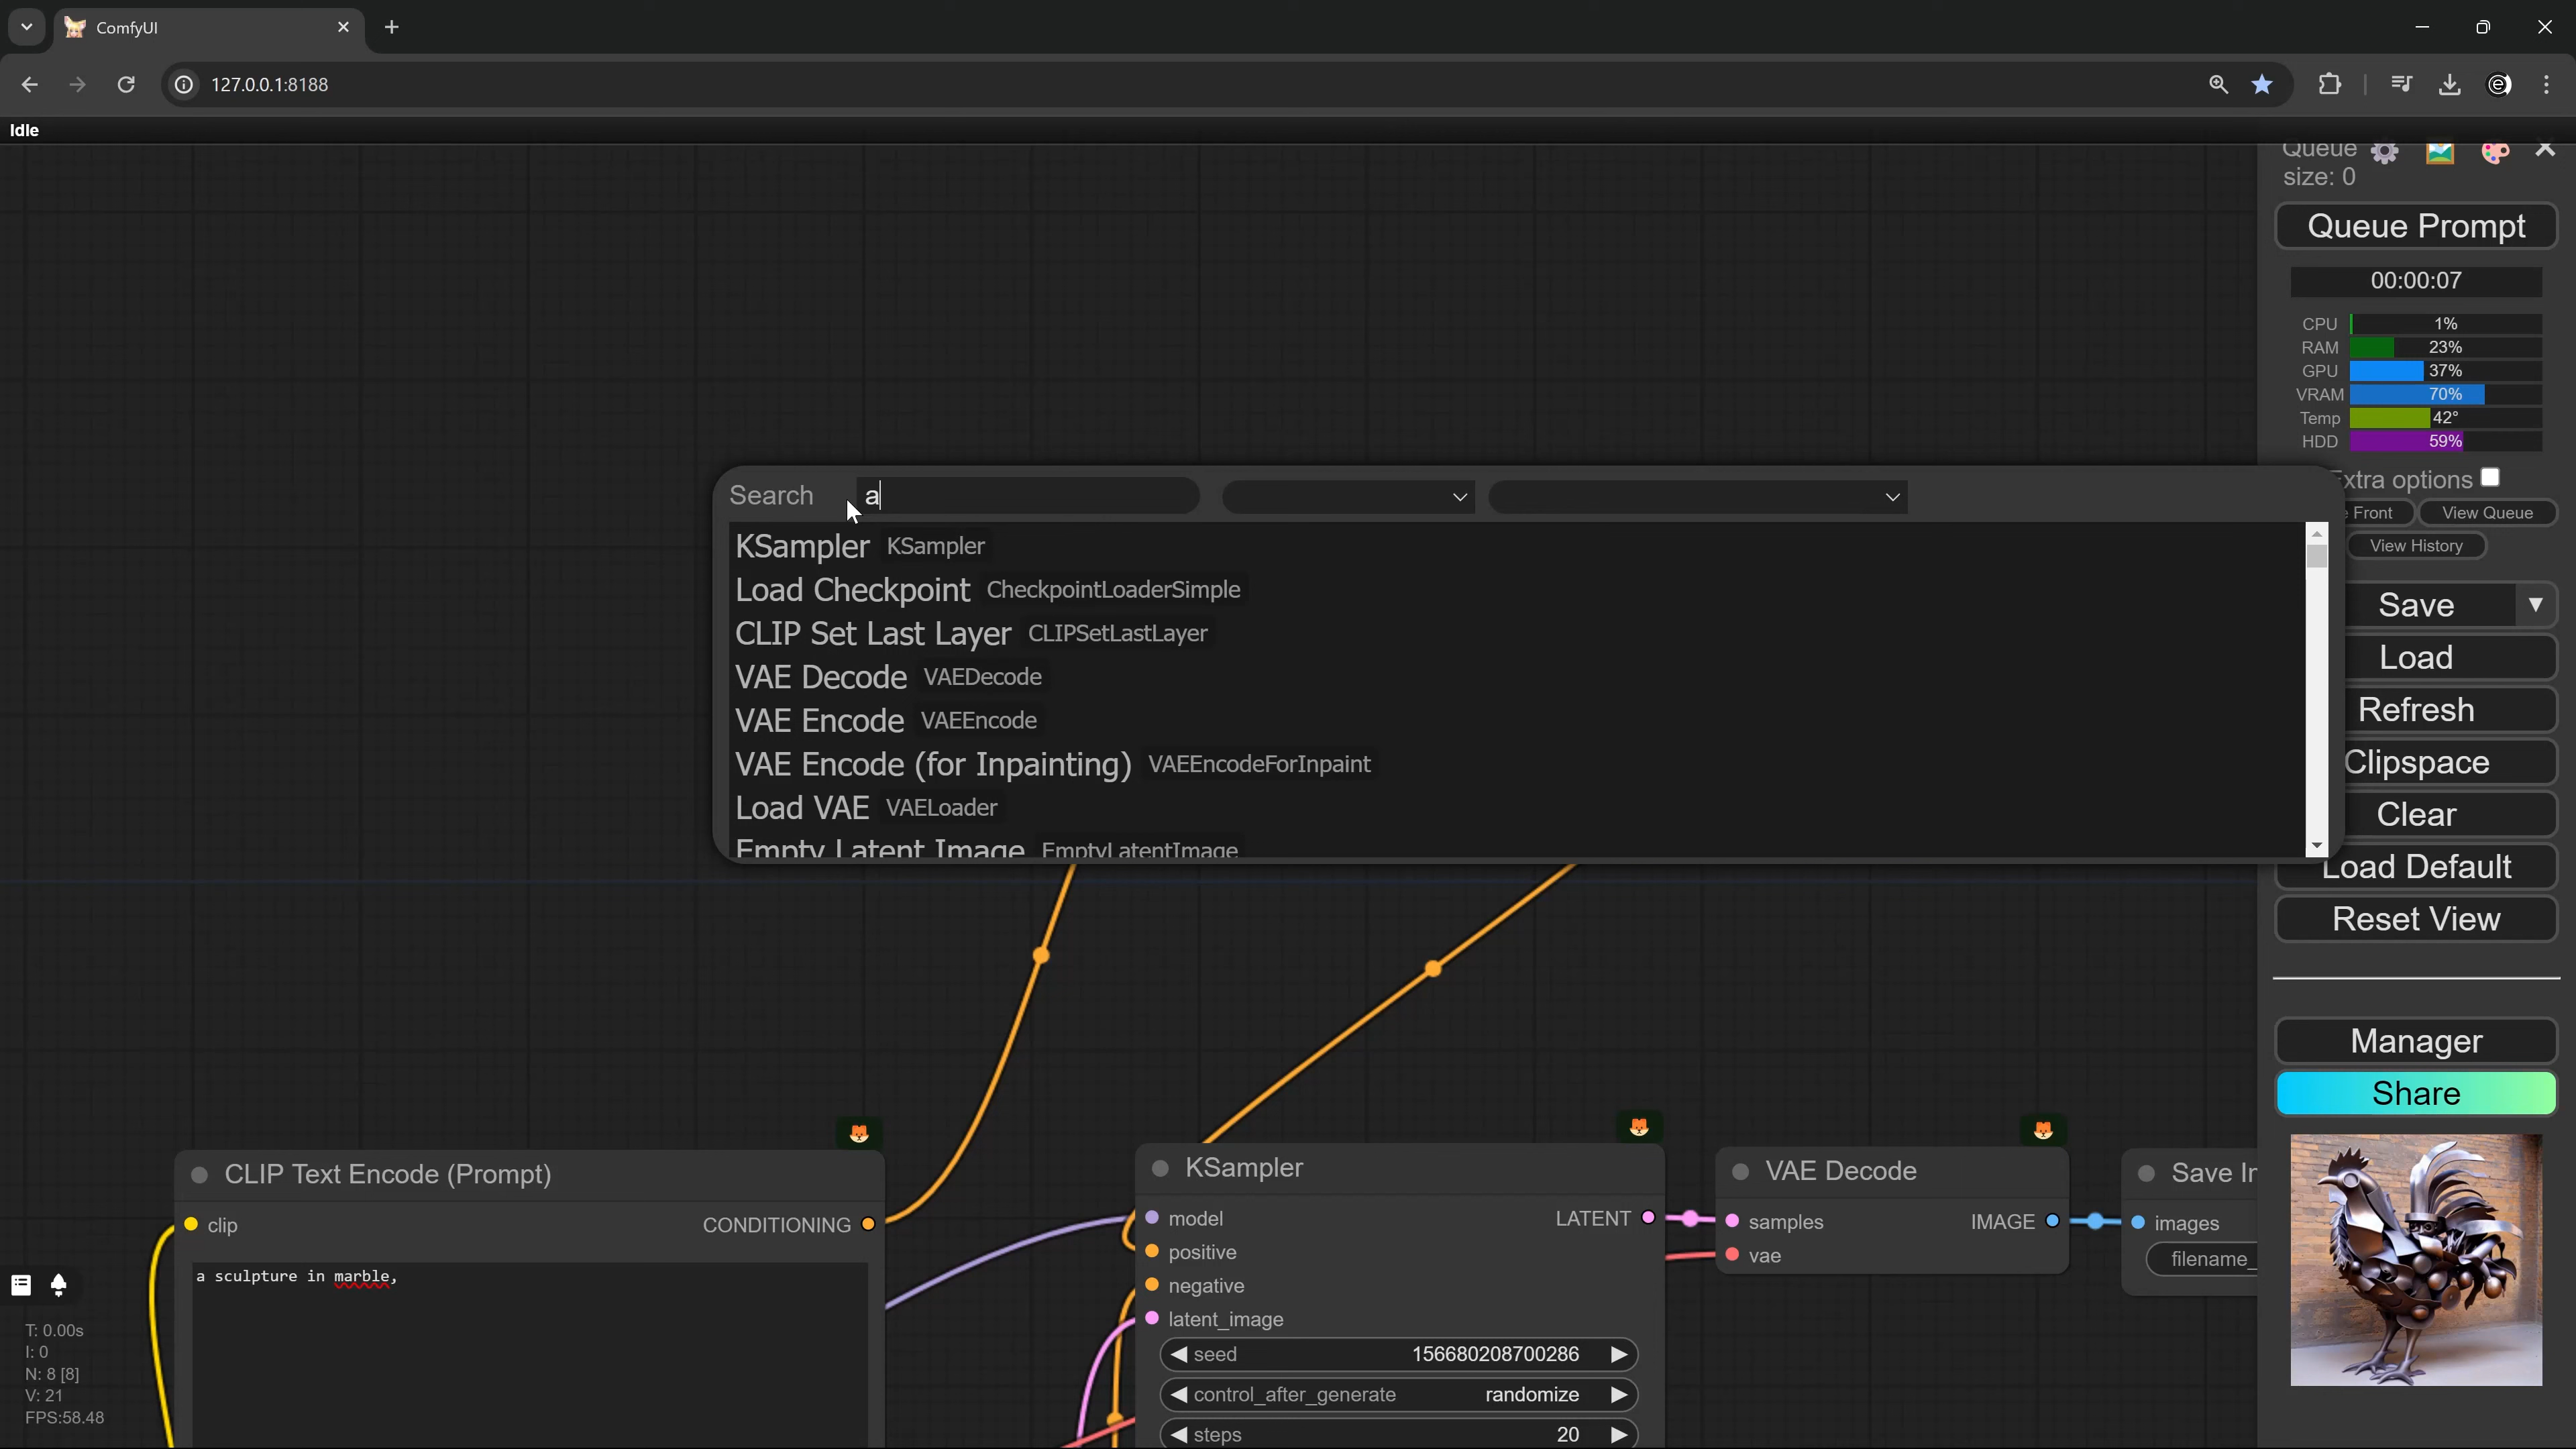 ComfyUI
127.0.0.1:8188
Idle
Queue size: 0
Queue Prompt
00:00:07
CPU 1%
RAM 23%
GPU 37%
VRAM 70%
Temp 42°
HDD 59%
xtra options
Front View Queue
View History
Save ▼
Load
Refresh
Clipspace
Clear
Load Default
Reset View
Manager
Share
Search a
KSampler KSampler
Load Checkpoint CheckpointLoaderSimple
CLIP Set Last Layer CLIPSetLastLayer
VAE Decode VAEDecode
VAE Encode VAEEncode
VAE Encode (for Inpainting) VAEEncodeForInpaint
Load VAE VAELoader
Empty Latent Image EmptyLatentImage
CLIP Text Encode (Prompt)
clip CONDITIONING
a sculpture in marble,
KSampler
model LATENT
positive
negative
latent_image
seed 156680208700286
control_after_generate randomize
steps 20
VAE Decode
samples IMAGE
vae
Save Ir
images
filename_
T: 0.00s
I: 0
N: 8 [8]
V: 21
FPS:58.48